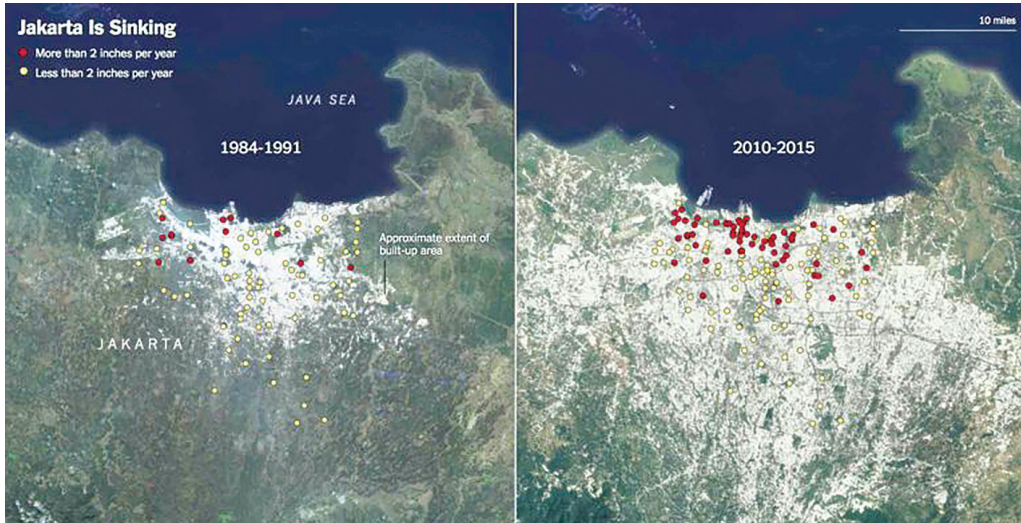 Jakarta Is Sinking
More than 2 inches per year
Less than 2 inches per year
JAVA SEA
1984-1991
Approximate extent of
built-up area
JAKARTA
10 miles
2010-2015